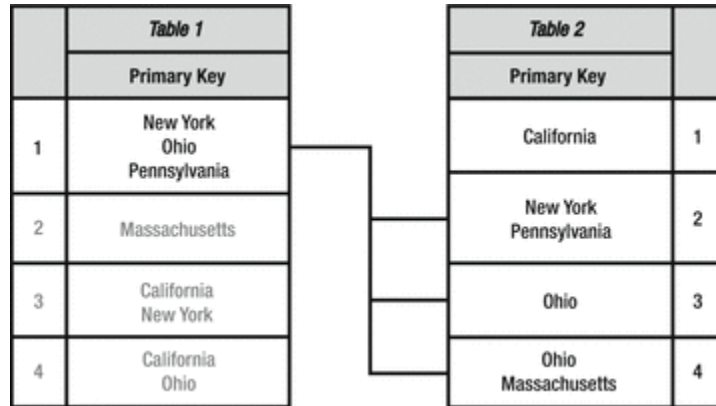 Table 1
Primary Key
1
New York
Ohio
Pennsylvania
2
Massachusetts
3
California
New York
4
California
Ohio
Table 2
Primary Key
California
1
New York
Pennsylvania
2
Ohio
3
Ohio
Massachusetts
4